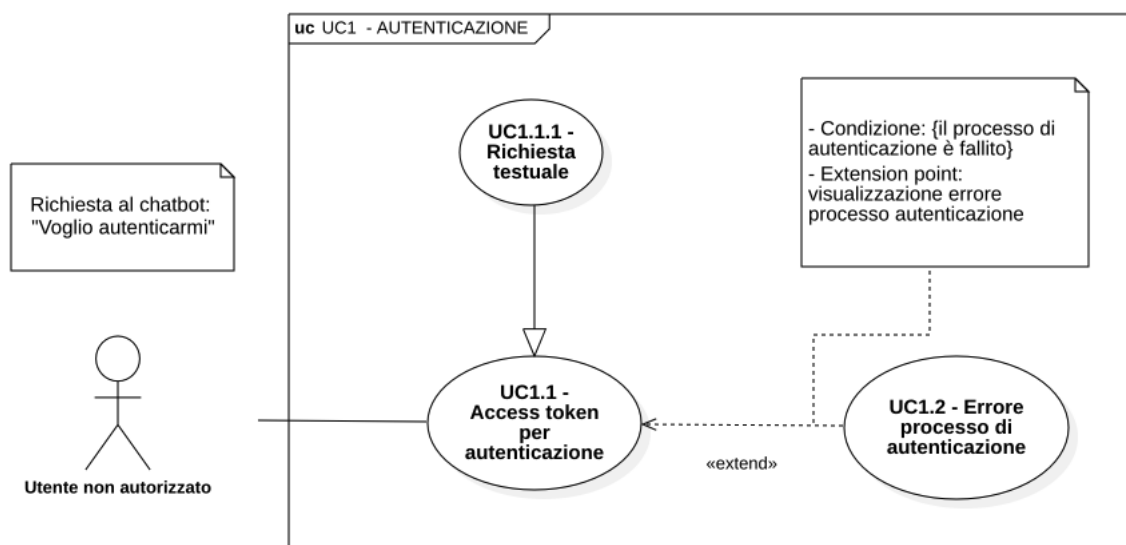 uc UC1 - AUTENTICAZIONE
UC1.1.1 -
Richiesta
testuale
- Condizione: {il processo di
autenticazione è fallito}
- Extension point:
visualizzazione errore
processo autenticazione
Richiesta al chatbot:
"Voglio autenticarmi"
UC1.1 -
Access token
per
autenticazione
UC1.2 - Errore
processo di
autenticazione
«extend»
Utente non autorizzato